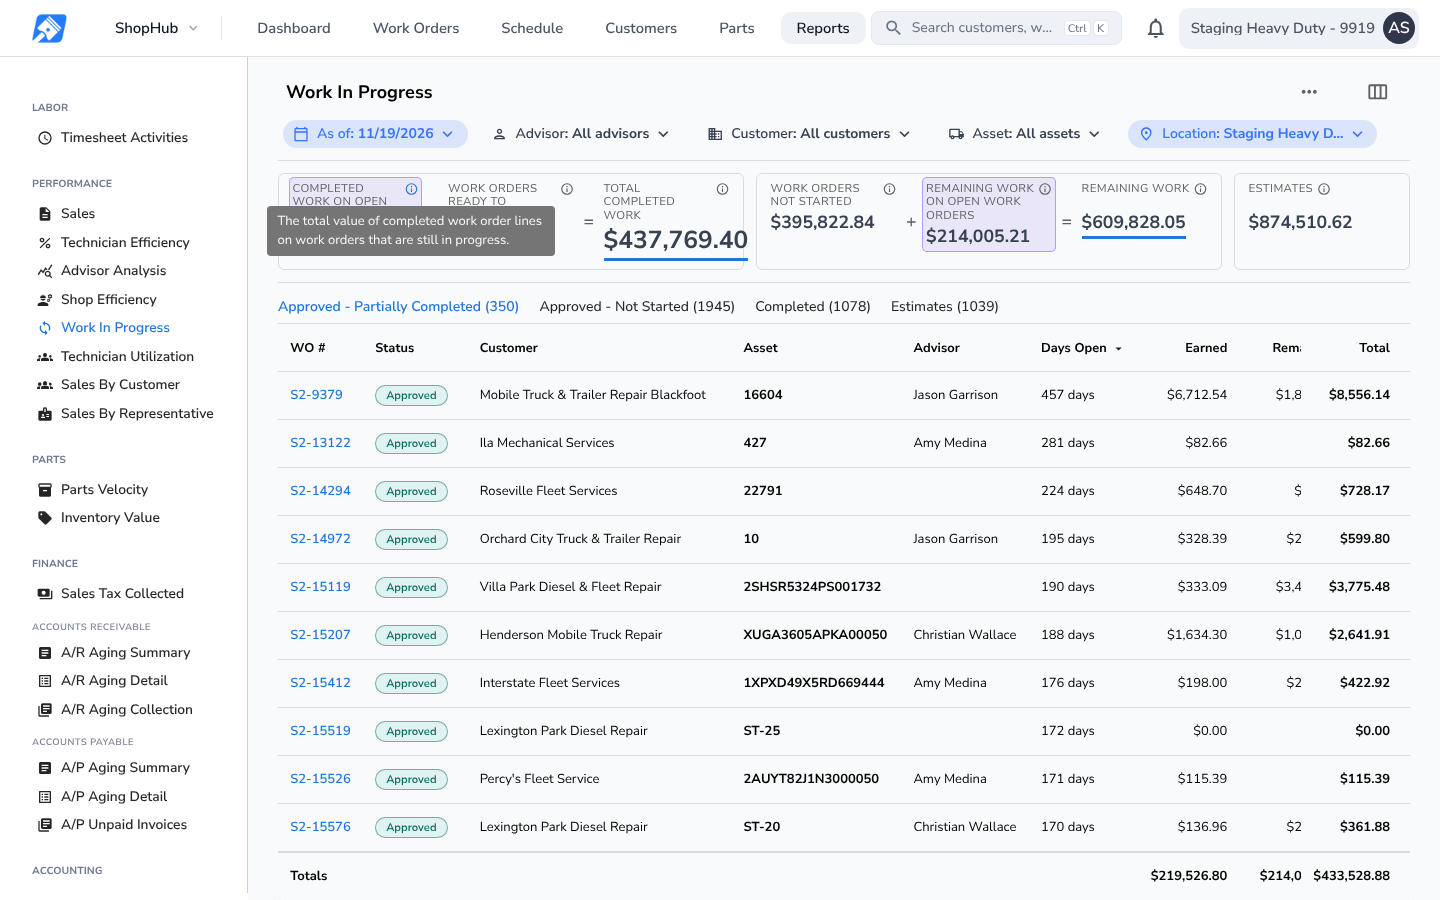 ShopHub
Dashboard
Work Orders
Schedule
Customers
Parts
Reports
Search customers, w...
Ctrl K
Staging Heavy Duty - 9919
AS
LABOR
Timesheet Activities
PERFORMANCE
Sales
Technician Efficiency
Advisor Analysis
Shop Efficiency
Work In Progress
Technician Utilization
Sales By Customer
Sales By Representative
PARTS
Parts Velocity
Inventory Value
FINANCE
Sales Tax Collected
ACCOUNTS RECEIVABLE
A/R Aging Summary
A/R Aging Detail
A/R Aging Collection
ACCOUNTS PAYABLE
A/P Aging Summary
A/P Aging Detail
A/P Unpaid Invoices
ACCOUNTING
Work In Progress
As of: 11/19/2026
Advisor: All advisors
Customer: All customers
Asset: All assets
Location: Staging Heavy D...
COMPLETED
WORK ON OPEN
WORK ORDERS
READY TO
The total value of completed work order lines
on work orders that are still in progress.
=
TOTAL
COMPLETED
WORK
$437,769.40
WORK ORDERS
NOT STARTED
$395,822.84
+
REMAINING WORK
ON OPEN WORK
ORDERS
$214,005.21
=
REMAINING WORK
$609,828.05
ESTIMATES
$874,510.62
Approved - Partially Completed (350)
Approved - Not Started (1945)
Completed (1078)
Estimates (1039)
WO # Status Customer Asset Advisor Days Open Earned Rem Total
S2-9379 Approved Mobile Truck & Trailer Repair Blackfoot 16604 Jason Garrison 457 days $6,712.54 $1,8 $8,556.14
S2-13122 Approved Ila Mechanical Services 427 Amy Medina 281 days $82.66 $82.66
S2-14294 Approved Roseville Fleet Services 22791 224 days $648.70 $ $728.17
S2-14972 Approved Orchard City Truck & Trailer Repair 10 Jason Garrison 195 days $328.39 $2 $599.80
S2-15119 Approved Villa Park Diesel & Fleet Repair 2SHSR5324PS001732 190 days $333.09 $3,4 $3,775.48
S2-15207 Approved Henderson Mobile Truck Repair XUGA3605APKA00050 Christian Wallace 188 days $1,634.30 $1,0 $2,641.91
S2-15412 Approved Interstate Fleet Services 1XPXD49X5RD669444 Amy Medina 176 days $198.00 $2 $422.92
S2-15519 Approved Lexington Park Diesel Repair ST-25 172 days $0.00 $0.00
S2-15526 Approved Percy's Fleet Service 2AUYT82J1N3000050 Amy Medina 171 days $115.39 $115.39
S2-15576 Approved Lexington Park Diesel Repair ST-20 Christian Wallace 170 days $136.96 $2 $361.88
Totals $219,526.80 $214,0 $433,528.88